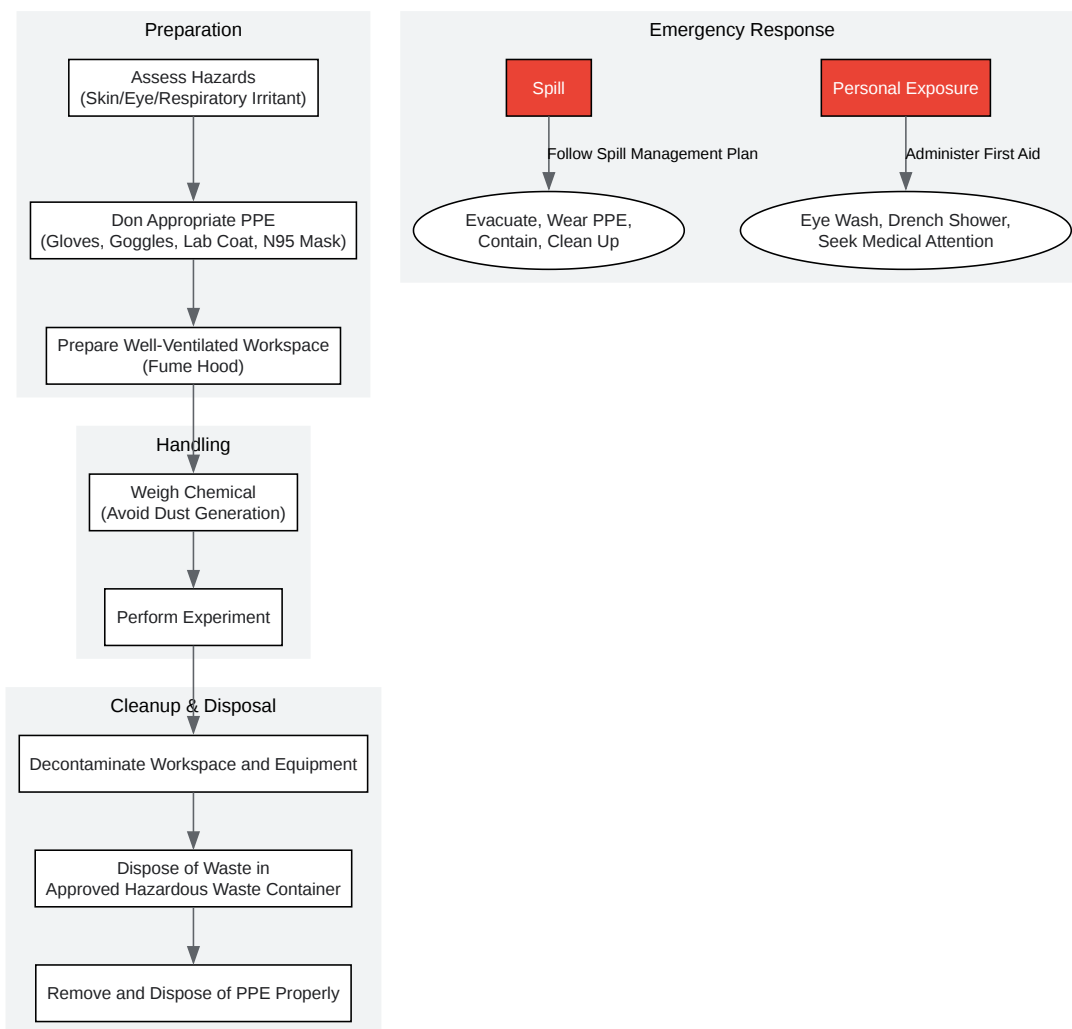 Preparation
Assess Hazards
(Skin/Eye/Respiratory Irritant)
Don Appropriate PPE
(Gloves, Goggles, Lab Coat, N95 Mask)
Prepare Well-Ventilated Workspace
(Fume Hood)
Handling
Weigh Chemical
(Avoid Dust Generation)
Perform Experiment
Cleanup & Disposal
Decontaminate Workspace and Equipment
Dispose of Waste in
Approved Hazardous Waste Container
Remove and Dispose of PPE Properly
Emergency Response
Spill
Follow Spill Management Plan
Evacuate, Wear PPE,
Contain, Clean Up
Personal Exposure
Administer First Aid
Eye Wash, Drench Shower,
Seek Medical Attention